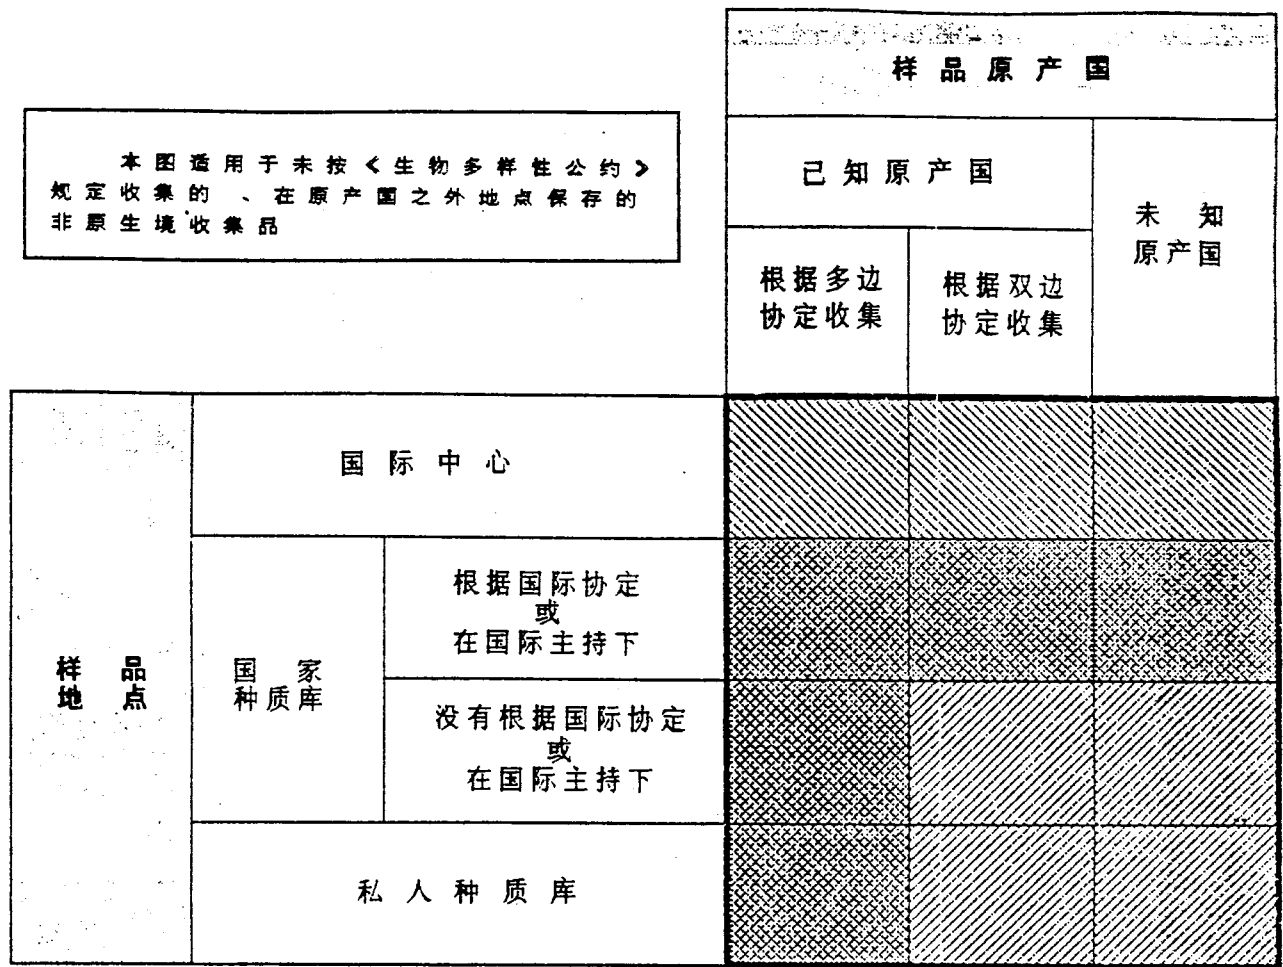 样品原产国
本图适用于未按《生物多样性公约》
规定收集的、在原产国之外地点保存的
非原生境收集品
已知原产国
未知
原产国
根据多边
协定收集
根据双边
协定收集
国际中心
根据国际协定
或
在国际主持下
样品
地点
国家
种质库
没有根据国际协定
或
在国际主持下
私人种质库